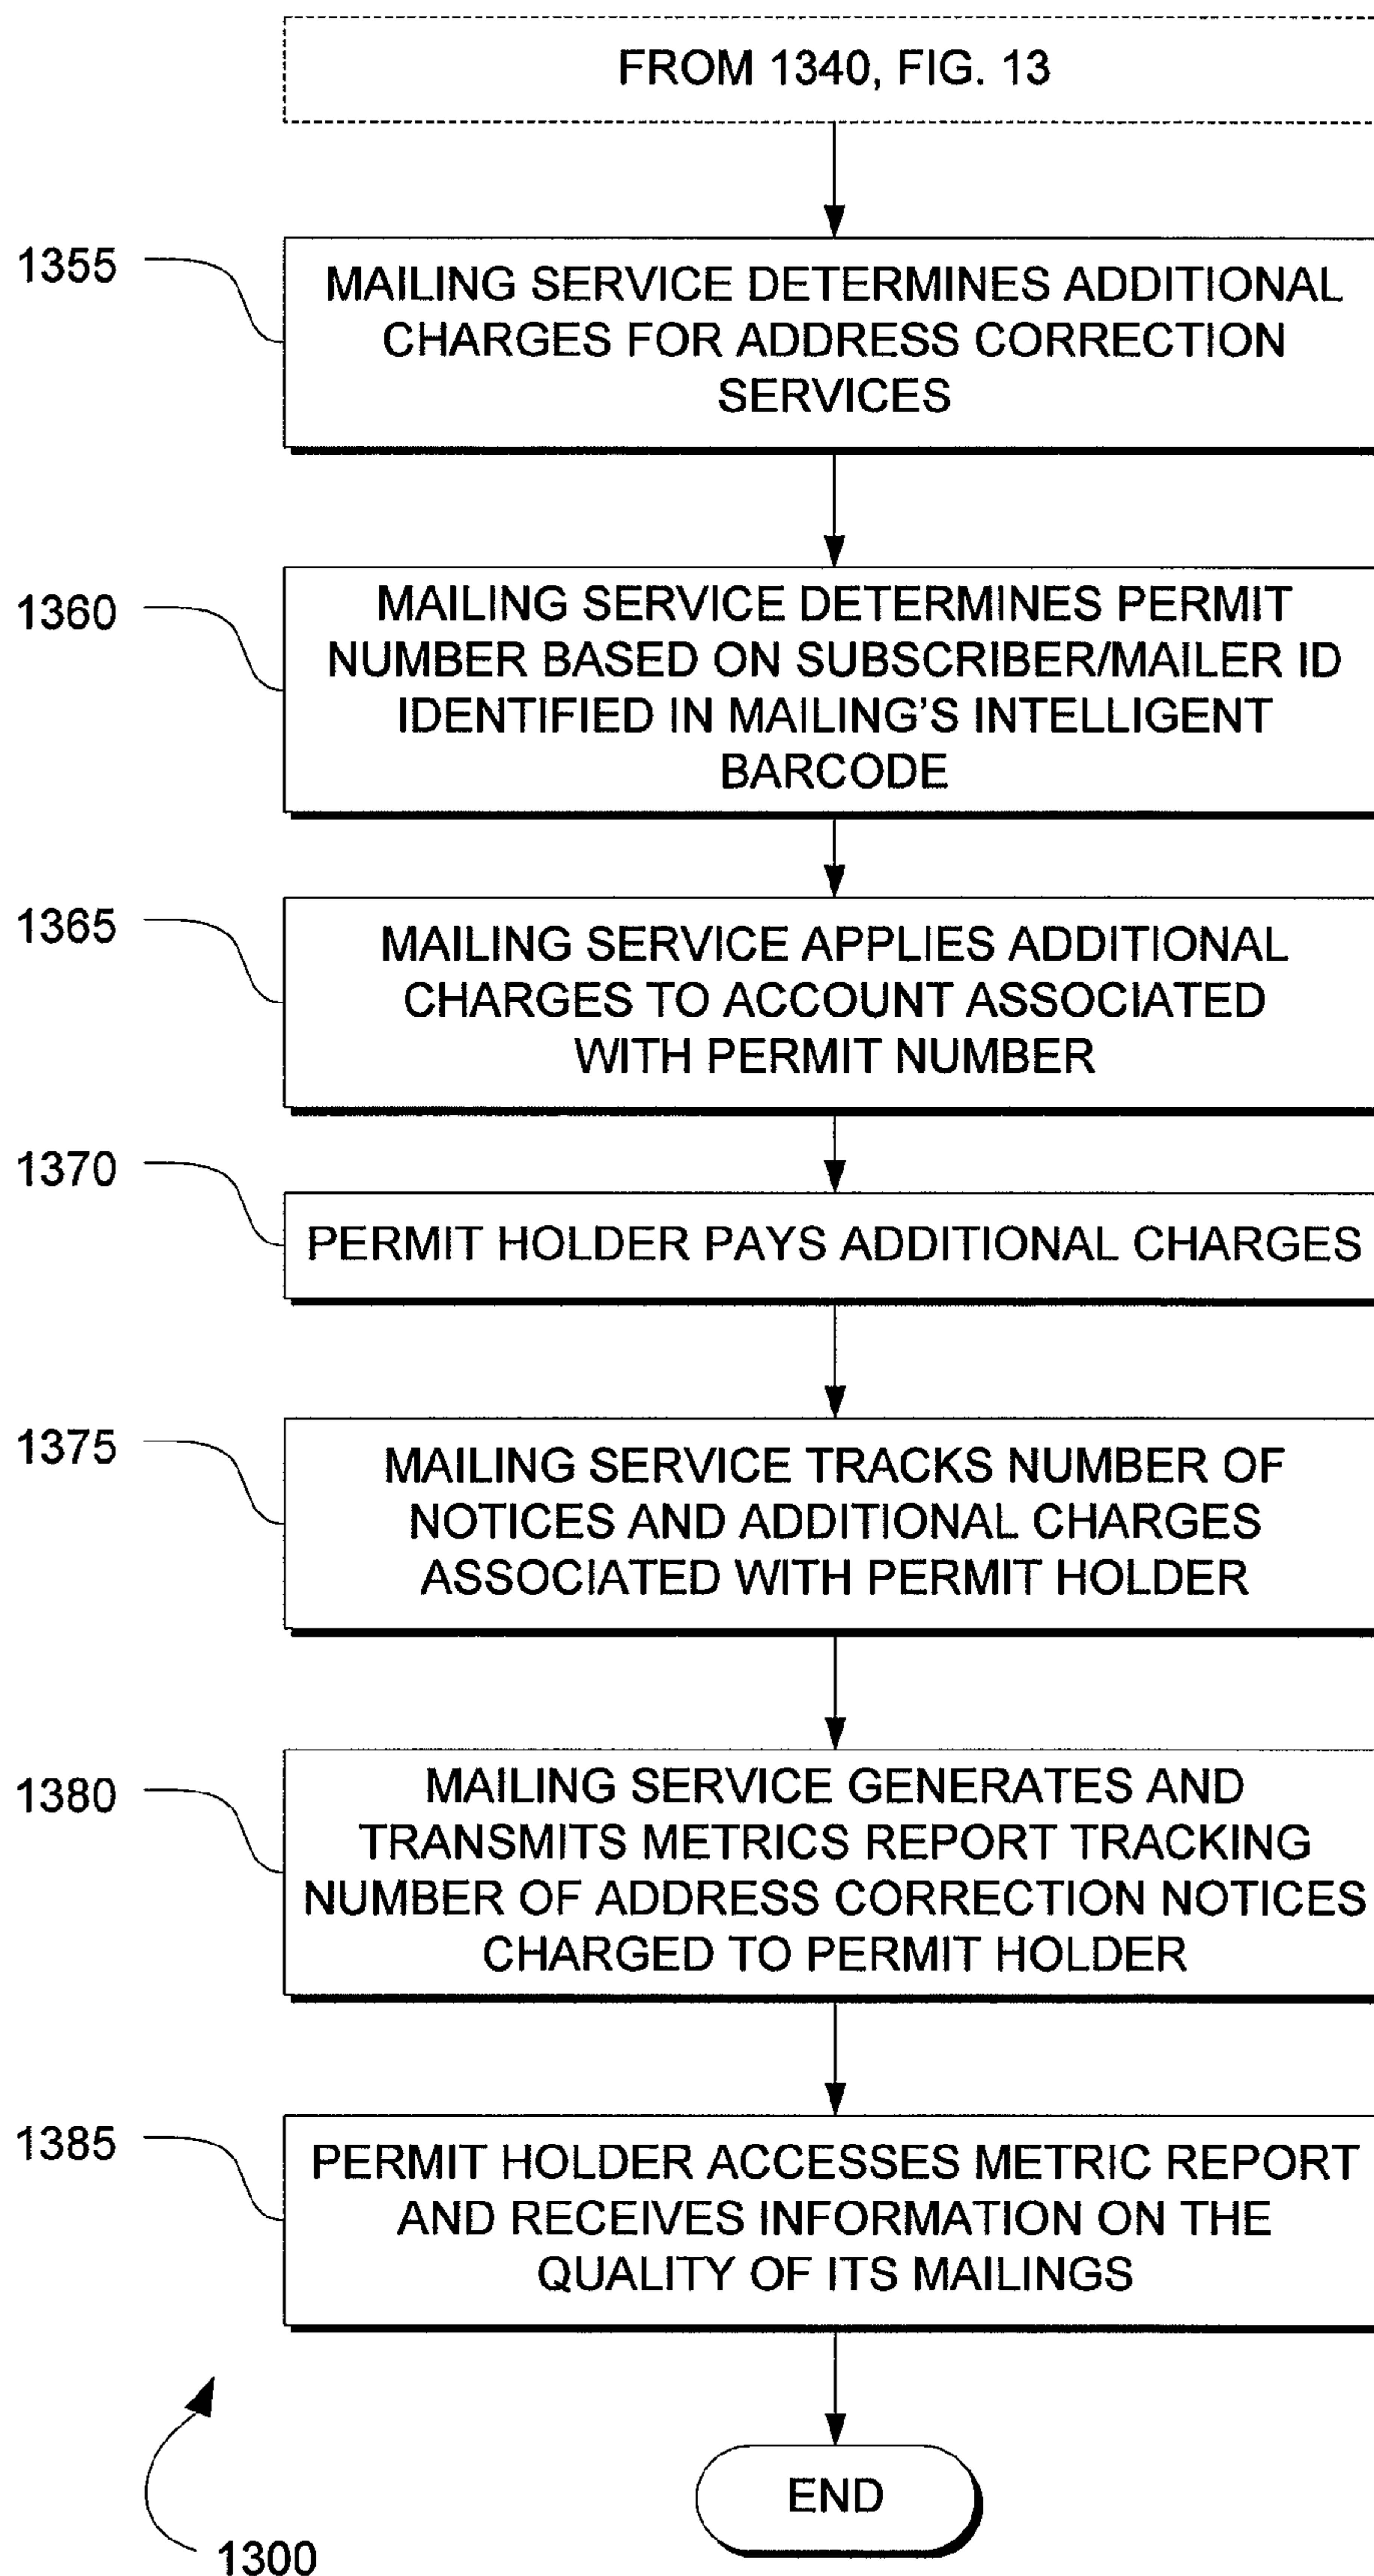 FROM 1340, FIG. 13
1355
MAILING SERVICE DETERMINES ADDITIONAL
CHARGES FOR ADDRESS CORRECTION
SERVICES
1360
MAILING SERVICE DETERMINES PERMIT
NUMBER BASED ON SUBSCRIBER/MAILER ID
IDENTIFIED IN MAILING'S INTELLIGENT
BARCODE
1365
MAILING SERVICE APPLIES ADDITIONAL
CHARGES TO ACCOUNT ASSOCIATED
WITH PERMIT NUMBER
1370
PERMIT HOLDER PAYS ADDITIONAL CHARGES
1375
MAILING SERVICE TRACKS NUMBER OF
NOTICES AND ADDITIONAL CHARGES
ASSOCIATED WITH PERMIT HOLDER
1380
MAILING SERVICE GENERATES AND
TRANSMITS METRICS REPORT TRACKING
NUMBER OF ADDRESS CORRECTION NOTICES
CHARGED TO PERMIT HOLDER
1385
PERMIT HOLDER ACCESSES METRIC REPORT
AND RECEIVES INFORMATION ON THE
QUALITY OF ITS MAILINGS
END
1300